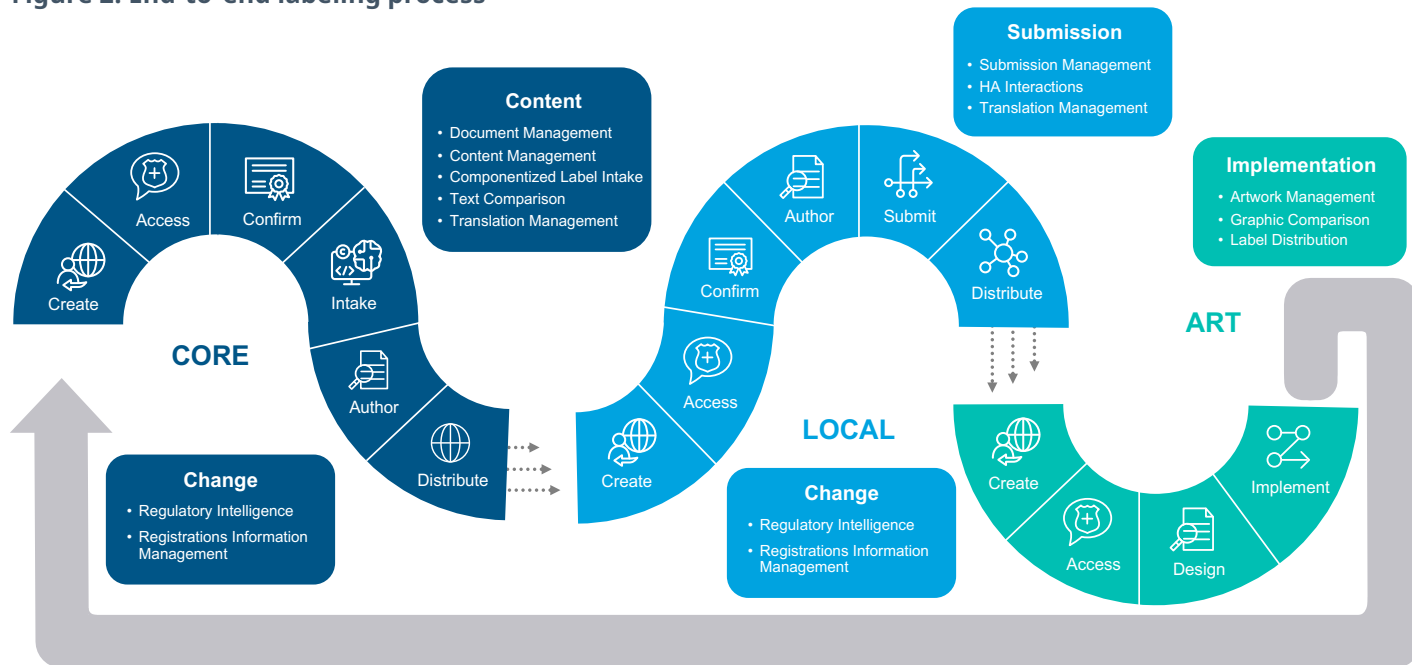 Figure 2. End-to-end labeling process
Submission
• Submission Management
• HA Interactions
• Translation Management
Content
• Document Management
• Content Management
• Componentized Label Intake
• Text Comparison
• Translation Management
Implementation
• Artwork Management
• Graphic Comparison
• Label Distribution
Create
Access
Confirm
Intake
Author
Distribute
CORE
Change
• Regulatory Intelligence
• Registrations Information
Management
Create
Access
Confirm
Author
Submit
Distribute
LOCAL
Change
• Regulatory Intelligence
• Registrations Information
Management
ART
Create
Access
Design
Implement